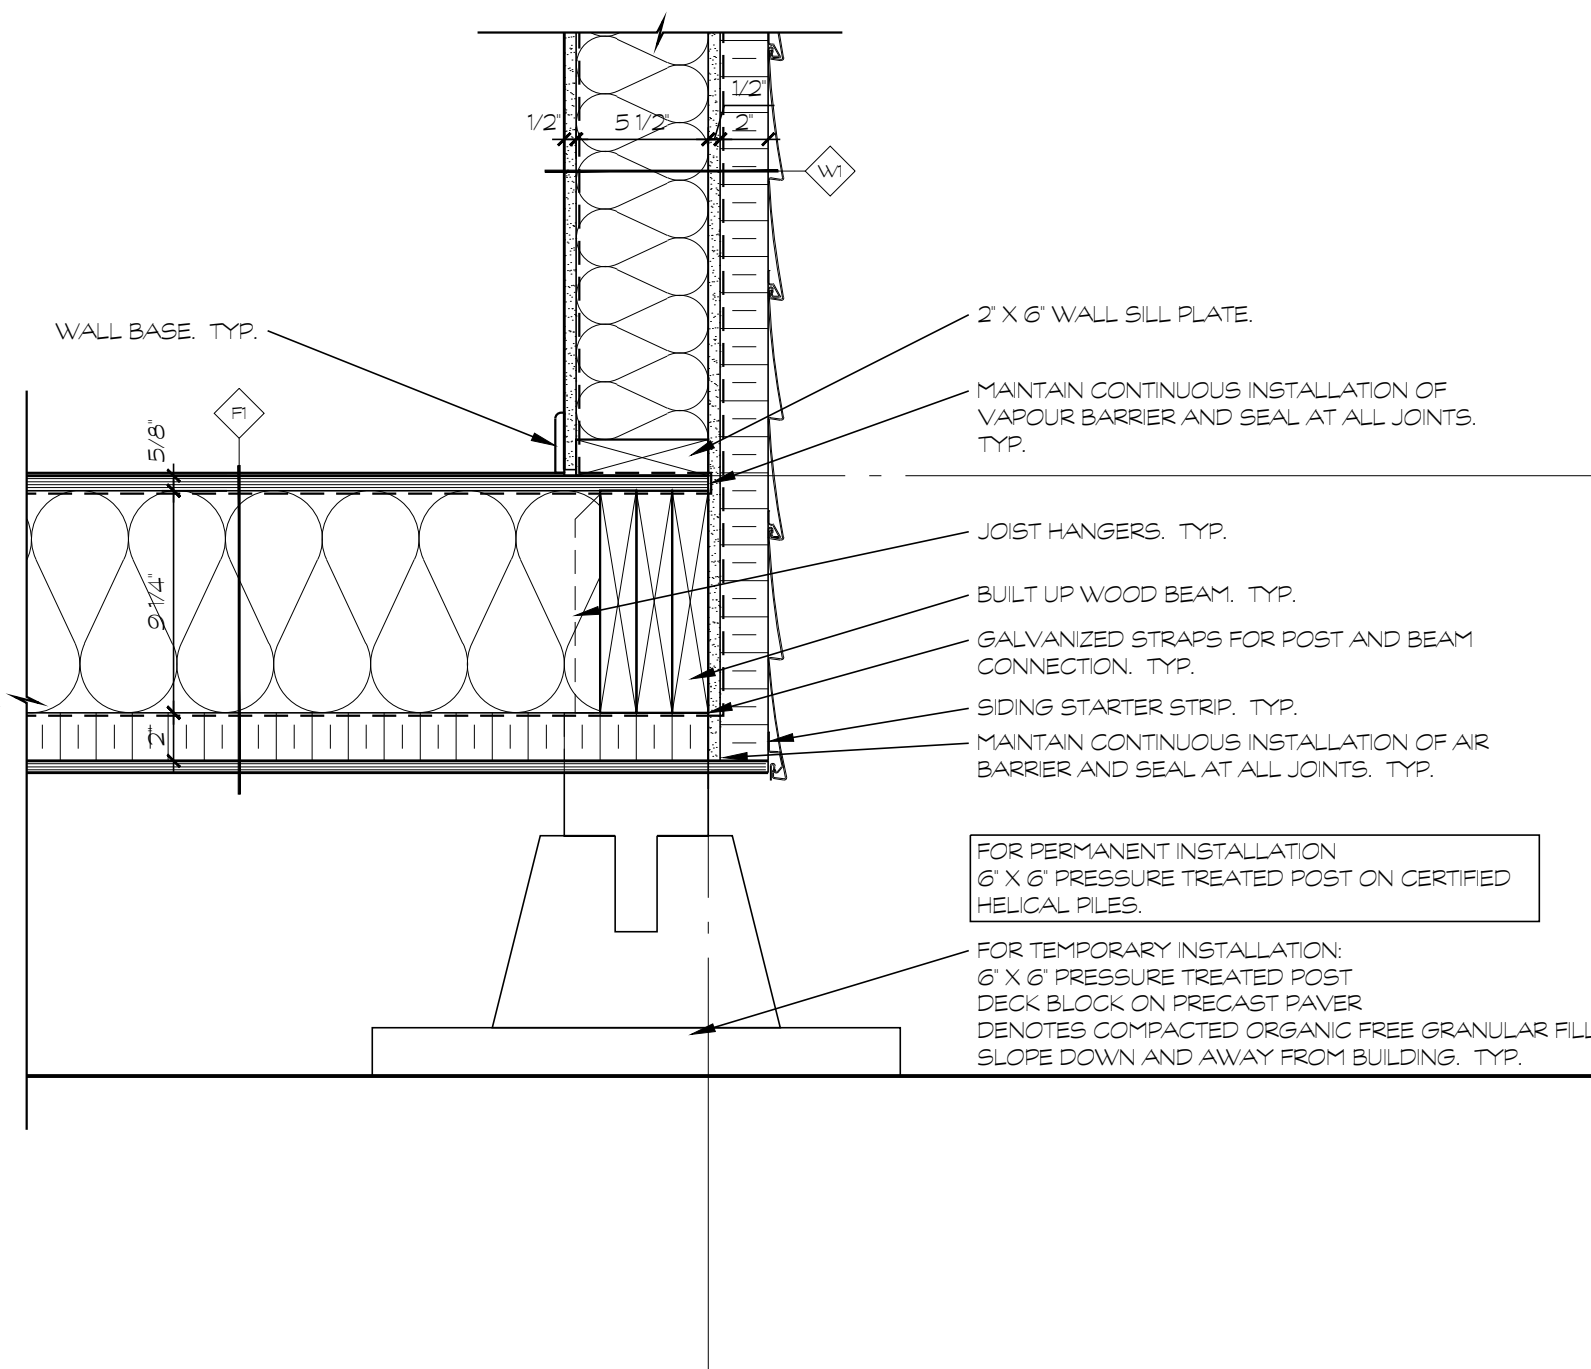 1/2"
1/2" 5 1/2" 2"
W1
2" X 6" WALL SILL PLATE.
WALL BASE. TYP.
MAINTAIN CONTINUOUS INSTALLATION OF
VAPOUR BARRIER AND SEAL AT ALL JOINTS.
TYP.
F1
5/8"
9 1/4"
2"
JOIST HANGERS. TYP.
BUILT UP WOOD BEAM. TYP.
GALVANIZED STRAPS FOR POST AND BEAM
CONNECTION. TYP.
SIDING STARTER STRIP. TYP.
MAINTAIN CONTINUOUS INSTALLATION OF AIR
BARRIER AND SEAL AT ALL JOINTS. TYP.
FOR PERMANENT INSTALLATION
6" X 6" PRESSURE TREATED POST ON CERTIFIED
HELICAL PILES.
FOR TEMPORARY INSTALLATION:
6" X 6" PRESSURE TREATED POST
DECK BLOCK ON PRECAST PAVER
DENOTES COMPACTED ORGANIC FREE GRANULAR FILL
SLOPE DOWN AND AWAY FROM BUILDING. TYP.